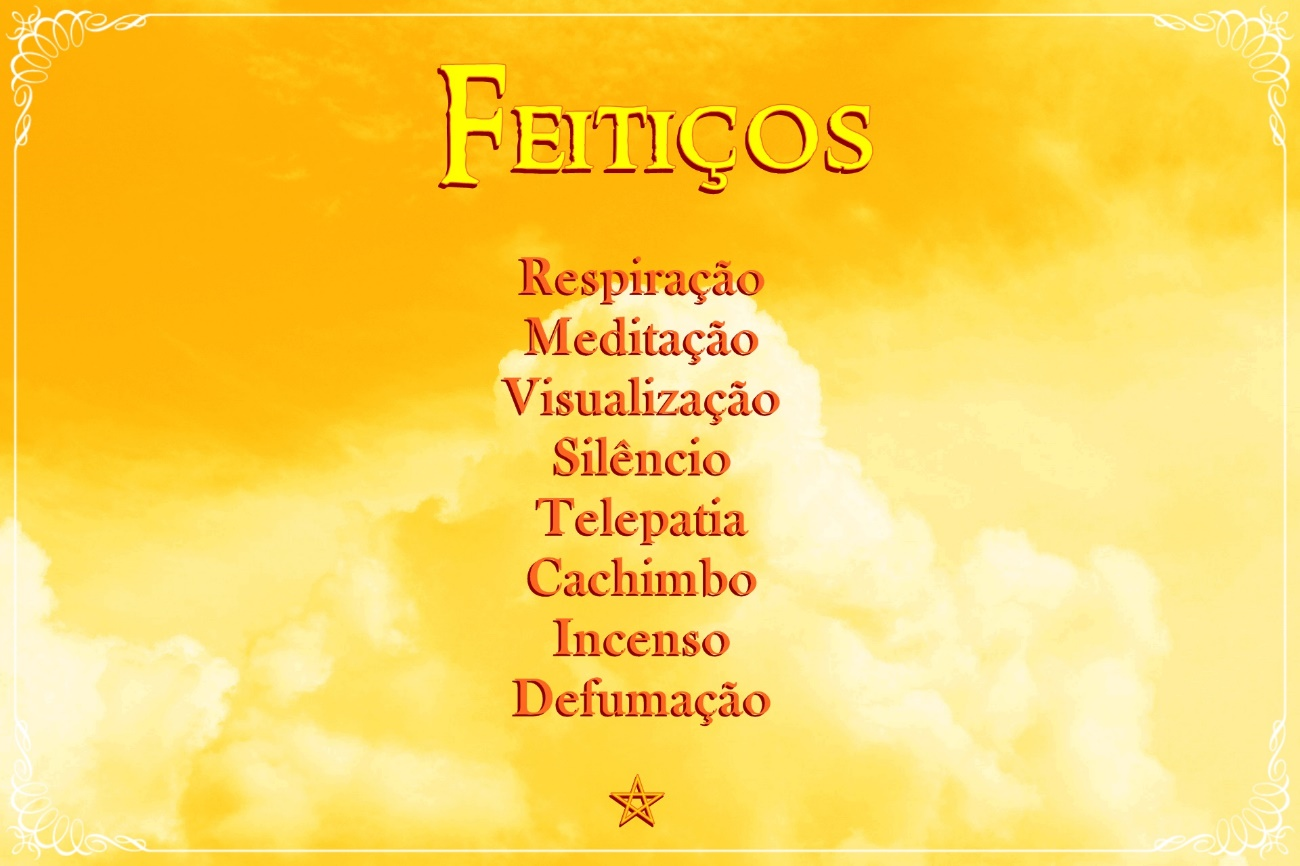 Feitiços
Respiração
Meditação
Visualização
Silêncio
Telepatia
Cachimbo
Incenso
Defumação